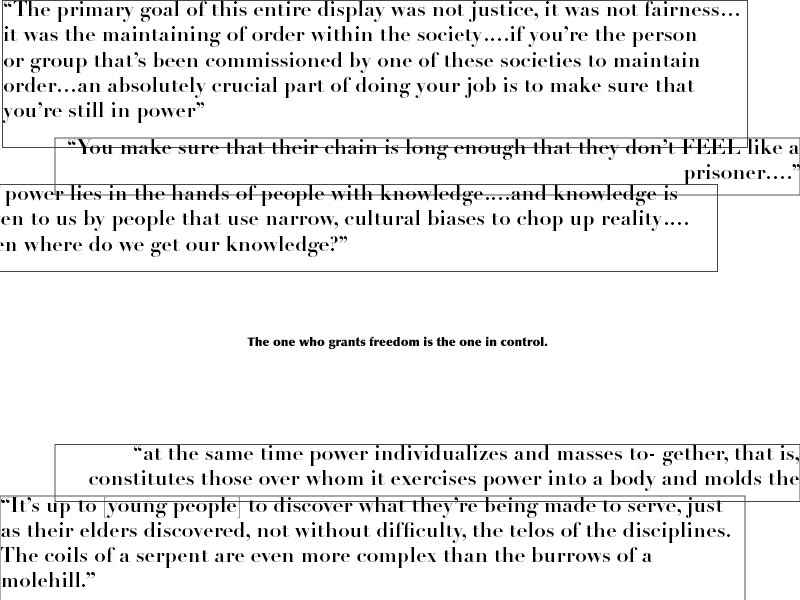 “The primary goal of this entire display was not justice, it was not fairness…
it was the maintaining of order within the society….if you’re the person
or group that’s been commissioned by one of these societies to maintain
order…an absolutely crucial part of doing your job is to make sure that
you’re still in power”
“You make sure that their chain is long enough that they don’t FEEL like a
prisoner….”
power lies in the hands of people with knowledge….and knowledge is
to us by people that use narrow, cultural biases to chop up reality….
where do we get our knowledge?”
The one who grants freedom is the one in control.
“at the same time power individualizes and masses to- gether, that is,
constitutes those over whom it exercises power into a body and molds the
“It’s up to young people to discover what they’re being made to serve, just
as their elders discovered, not without difficulty, the telos of the disciplines.
The coils of a serpent are even more complex than the burrows of a
molehill.”